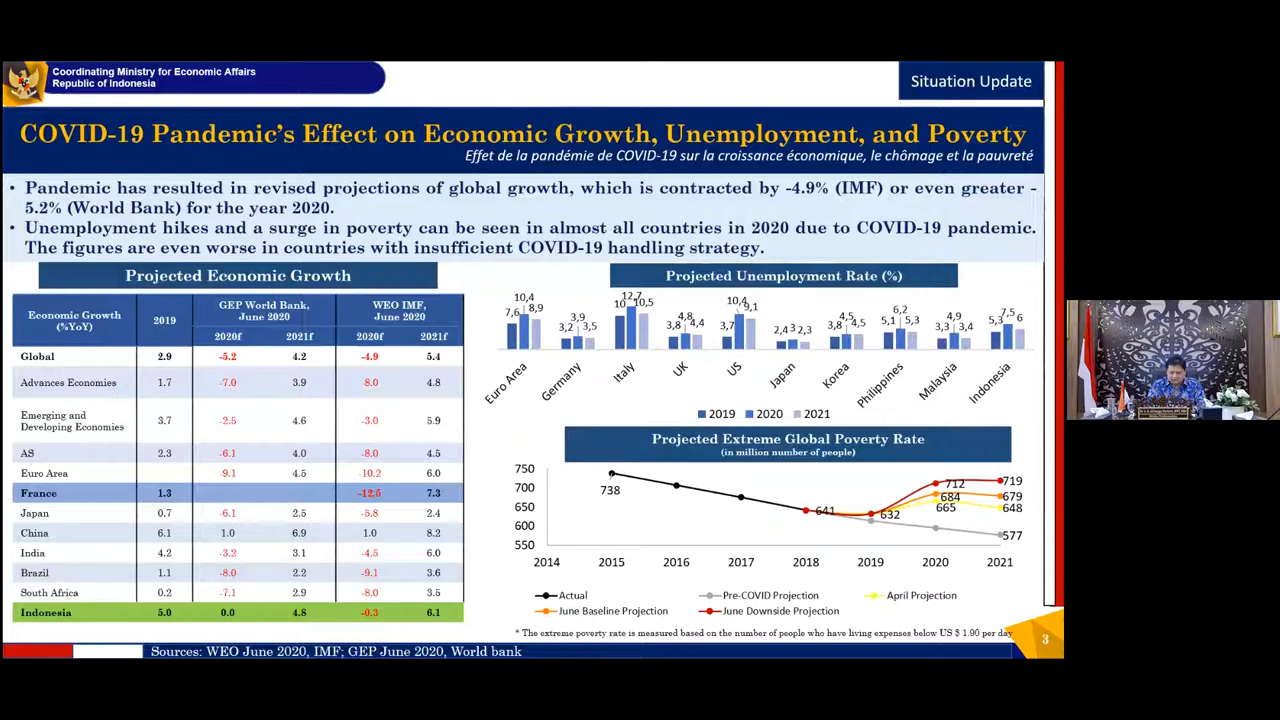 Coordinating Ministry for Economic Affairs
Republic of Indonesia
Situation Update
COVID-19 Pandemic's Effect on Economic Growth, Unemployment, and Poverty
Effet de la pandémie de COVID-19 sur la croissance économique, le chômage et la pauvreté
• Pandemic has resulted in revised projections of global growth, which is contracted by -4.9% (IMF) or even greater -
5.2% (World Bank) for the year 2020.
• Unemployment hikes and a surge in poverty can be seen in almost all countries in 2020 due to COVID-19 pandemic.
The figures are even worse in countries with insufficient COVID-19 handling strategy.
Projected Economic Growth
Economic Growth (%YoY) 2019 GEP World Bank, June 2020 WEO IMF, June 2020
2020f 2021f 2020f 2021f
Global 2.9 -5.2 4.2 -4.9 5.4
Advances Economies 1.7 -7.0 3.9 -8.0 4.8
Emerging and
Developing Economies 3.7 -2.5 4.6 -3.0 5.9
AS 2.3 -6.1 4.0 -8.0 4.5
Euro Area -9.1 4.5 -10.2 6.0
France 1.3 -12.5 7.3
Japan 0.7 -6.1 2.5 -5.8 2.4
China 6.1 1.0 6.9 1.0 8.2
India 4.2 -3.2 3.1 -4.5 6.0
Brazil 1.1 -8.0 2.2 -9.1 3.6
South Africa 0.2 -7.1 2.9 -8.0 3.5
Indonesia 5.0 0.0 4.8 -0.3 6.1
Projected Unemployment Rate (%)
7,6 10,4 8,9 3,2 3,9 3,5 10 12,7 10,5 3,8 4,8 4,4 3,7 10,4 9,1 2,4 3 2,3 3,8 4,5 4,5 5,1 6,2 5,3 3,3 4,9 3,4 5,3 7,5 6
Euro Area Germany Italy UK US Japan Korea Philippines Malaysia Indonesia
2019 2020 2021
Projected Extreme Global Poverty Rate
(in million number of people)
750
700
650
600
550
738 641 632 712 719
684 679
665 648
577
2014 2015 2016 2017 2018 2019 2020 2021
Actual Pre-COVID Projection April Projection
June Baseline Projection June Downside Projection
* The extreme poverty rate is measured based on the number of people who have living expenses below US $ 1.90 per day
3
Sources: WEO June 2020, IMF; GEP June 2020, World bank